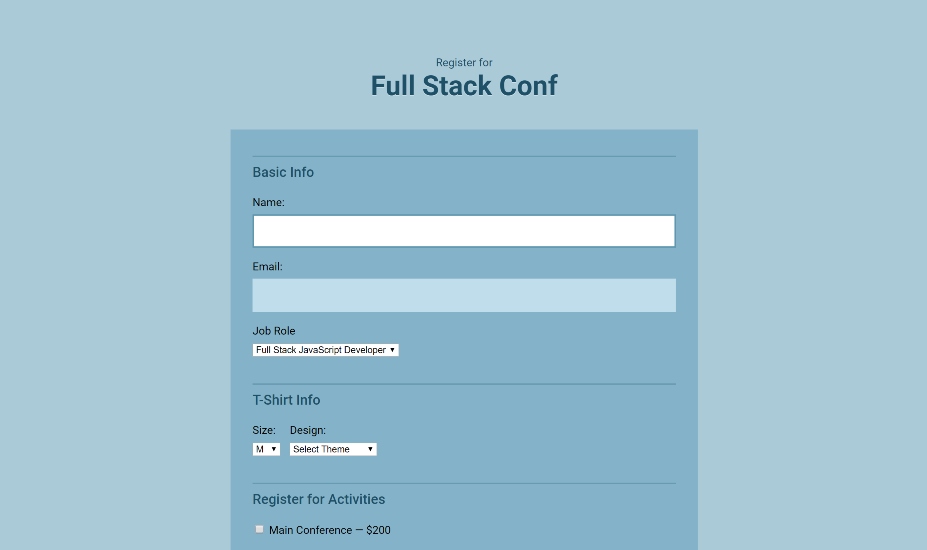 Register for
Full Stack Conf
Basic Info
Name:
Email:
Job Role
Full Stack JavaScript Developer
T-Shirt Info
Size: Design:
M Select Theme
Register for Activities
Main Conference — $200